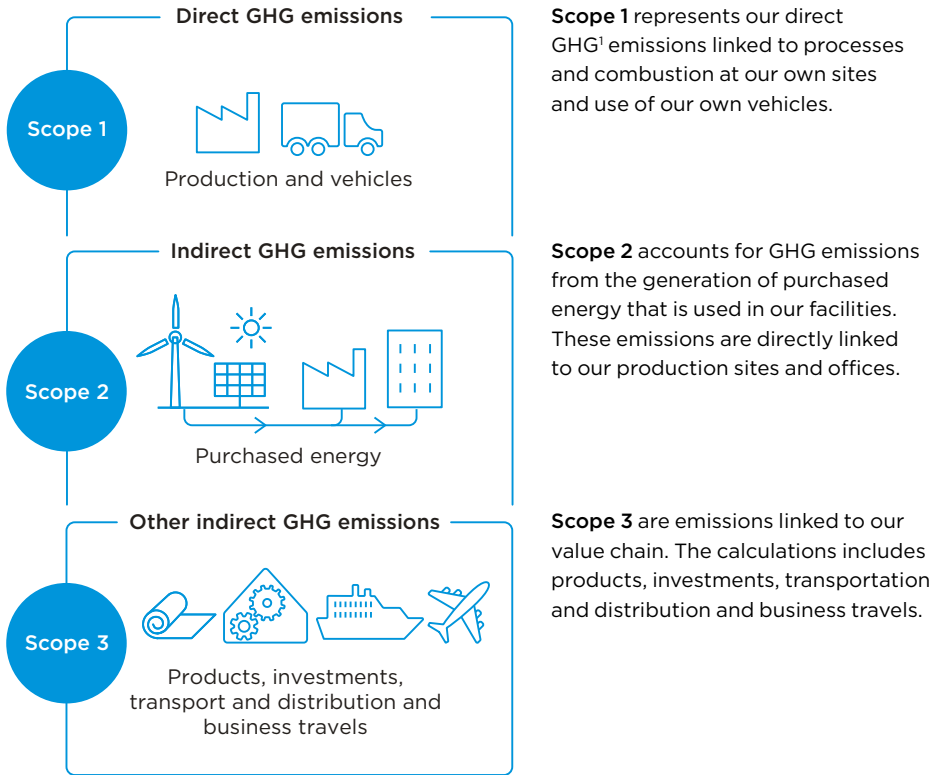 Direct GHG emissions
Scope 1
Production and vehicles
Scope 1 represents our direct
GHG¹ emissions linked to processes
and combustion at our own sites
and use of our own vehicles.
Indirect GHG emissions
Scope 2
Purchased energy
Scope 2 accounts for GHG emissions
from the generation of purchased
energy that is used in our facilities.
These emissions are directly linked
to our production sites and offices.
Other indirect GHG emissions
Scope 3
Products, investments,
transport and distribution and
business travels
Scope 3 are emissions linked to our
value chain. The calculations includes
products, investments, transportation
and distribution and business travels.